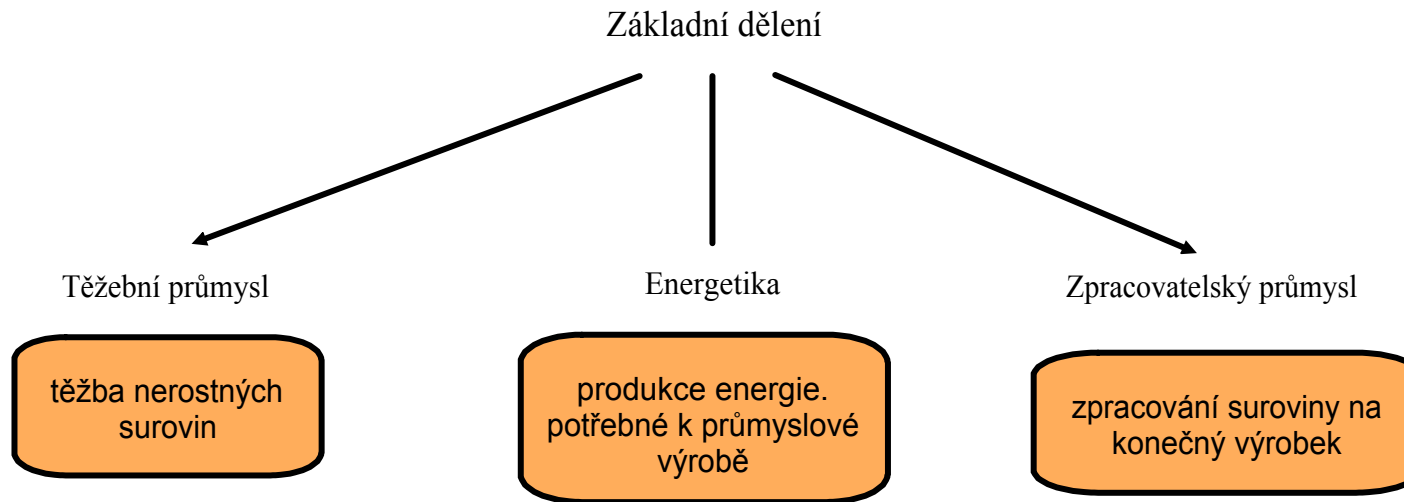 Základní dělení
Těžební průmysl
Energetika
Zpracovatelský průmysl
těžba nerostných
surovin
produkce energie.
potřebné k průmyslové
výrobě
zpracování suroviny na
konečný výrobek